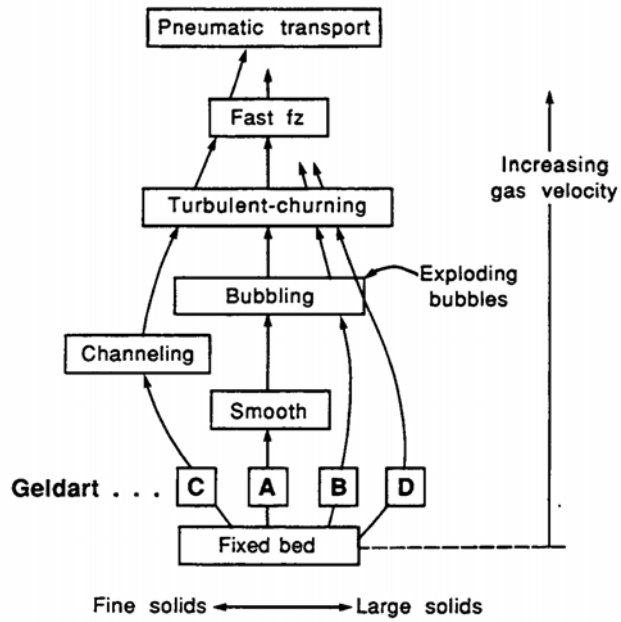 Pneumatic transport
Fast fz
Increasing
gas velocity
Turbulent-churning
Exploding
bubbles
Bubbling
Channeling
Smooth
Geldart . . . C A B D
Fixed bed
Fine solids Large solids